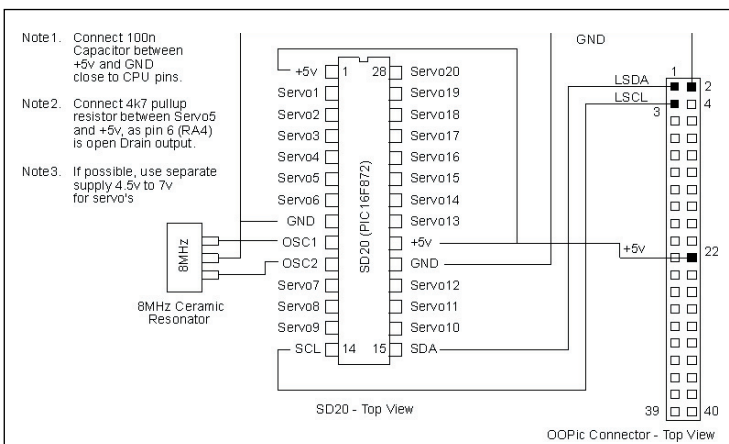 Note1. Connect 100n
Capacitor between
+5v and GND
close to CPU pins.
Note2. Connect 4k7 pullup
resistor between Servo5
and +5v, as pin 6 (RA4)
is open Drain output.
Note3. If possible, use separate
supply 4.5v to 7v
for servo's
8MHz
8MHz Ceramic
Resonator
+5v 1 28 Servo20
Servo1 Servo19
Servo2 Servo18
Servo3 Servo17
Servo4 Servo16
Servo5 Servo15
Servo6 Servo14
GND Servo13
OSC1 +5v
OSC2 GND
Servo7 Servo12
Servo8 Servo11
Servo9 Servo10
SCL 14 15 SDA
SD20 (PIC16F872)
SD20 - Top View
GND
LSDA 1 2
LSCL 3 4
+5v 22
39 40
OOPic Connector - Top View